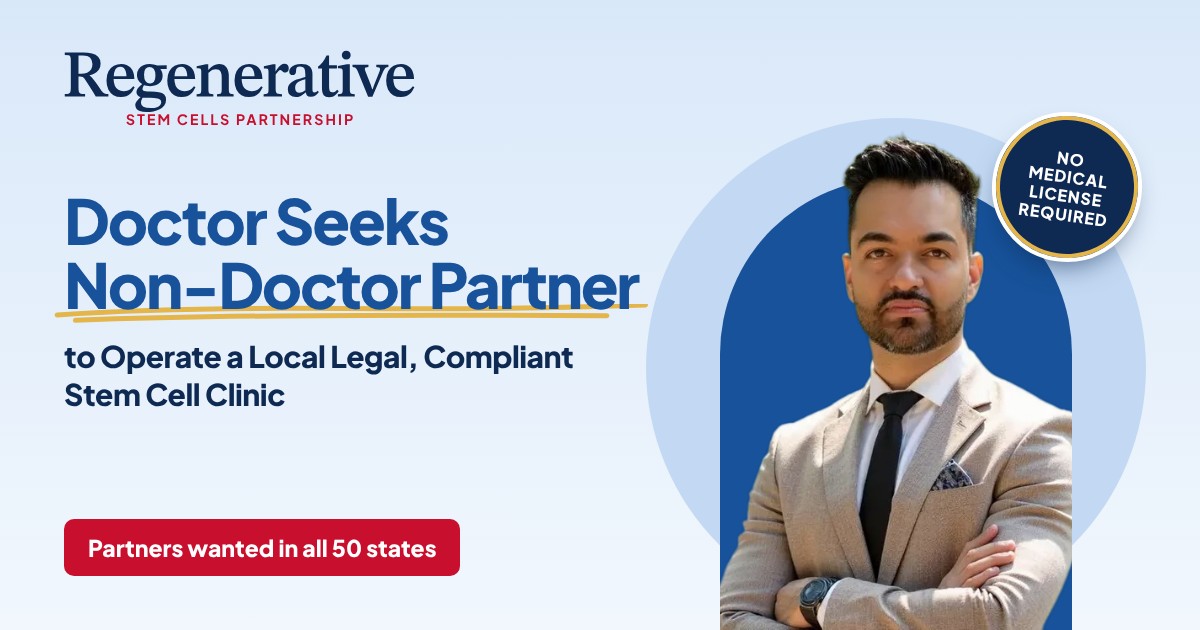 Regenerative
STEM CELLS PARTNERSHIP
Doctor Seeks
Non-Doctor Partner
to Operate a Local Legal, Compliant
Stem Cell Clinic
Partners wanted in all 50 states
NO
MEDICAL
LICENSE
REQUIRED